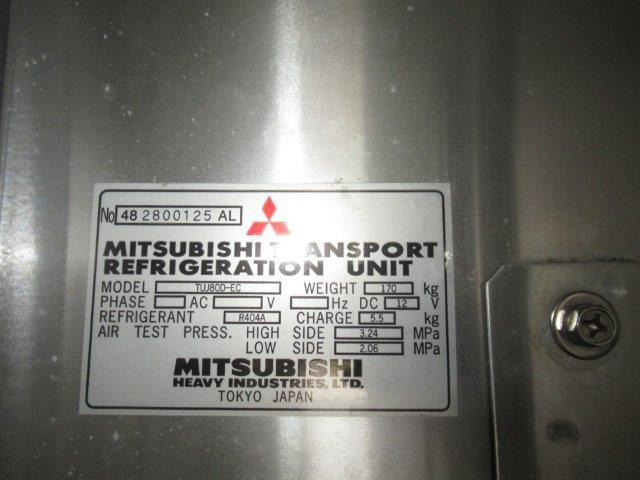 No 48 2800125 AL
MITSUBISHI T ANSPORT
REFRIGERATION UNIT
MODEL TUJ80D-EC WEIGHT 170 kg
PHASE AC V Hz DC 12 V
REFRIGERANT R404A CHARGE 5.5 kg
AIR TEST PRESS. HIGH SIDE 3.24 MPa
LOW SIDE 2.06 MPa
MITSUBISHI
HEAVY INDUSTRIES, LTD.
TOKYO JAPAN